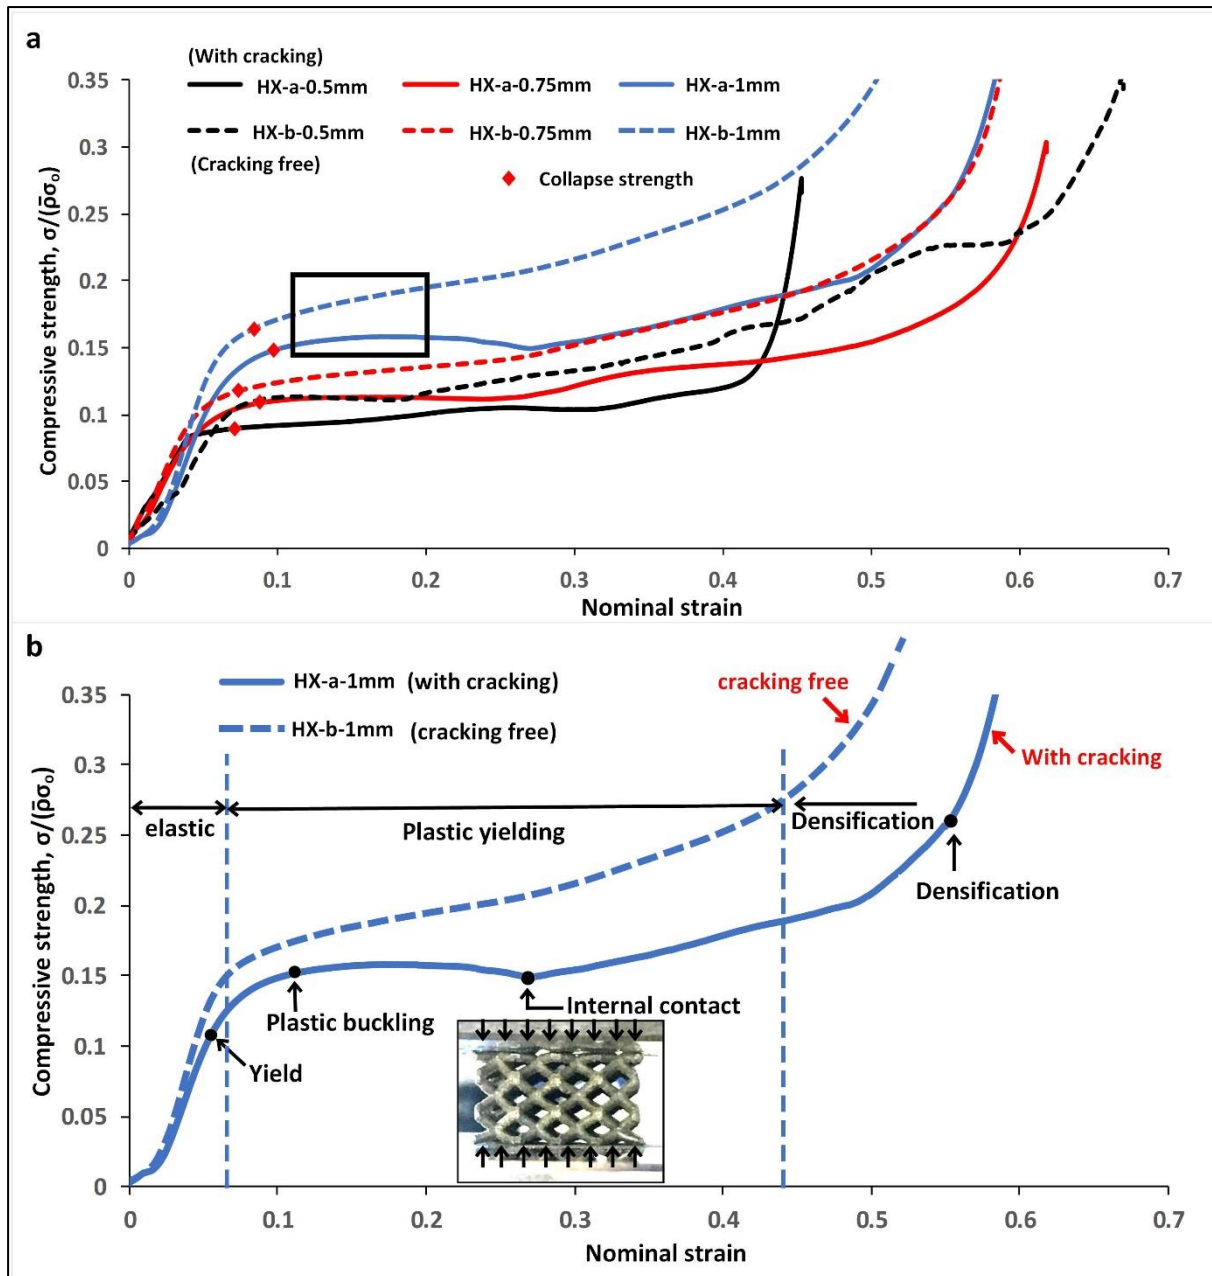 a
(With cracking)
HX-a-0.5mm HX-a-0.75mm HX-a-1mm
HX-b-0.5mm HX-b-0.75mm HX-b-1mm
(Cracking free)
Collapse strength
Compressive strength, σ/(ρ̄σₒ)
0.35
0.3
0.25
0.2
0.15
0.1
0.05
0
0 0.1 0.2 0.3 0.4 0.5 0.6 0.7
Nominal strain
b
HX-a-1mm (with cracking)
HX-b-1mm (cracking free)
cracking free
With cracking
elastic
Plastic yielding
Densification
Densification
Internal contact
Plastic buckling
Yield
Compressive strength, σ/(ρ̄σₒ)
0.35
0.3
0.25
0.2
0.15
0.1
0.05
0
0 0.1 0.2 0.3 0.4 0.5 0.6 0.7
Nominal strain